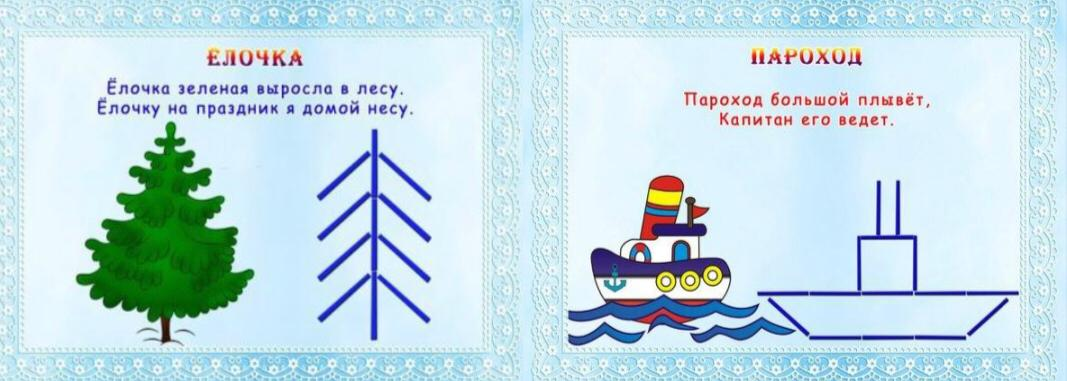 ЁЛОЧКА
Ёлочка зеленая выросла в лесу.
Ёлочку на праздник я домой несу.
ПАРОХОД
Пароход большой плывёт,
Капитан его ведет.